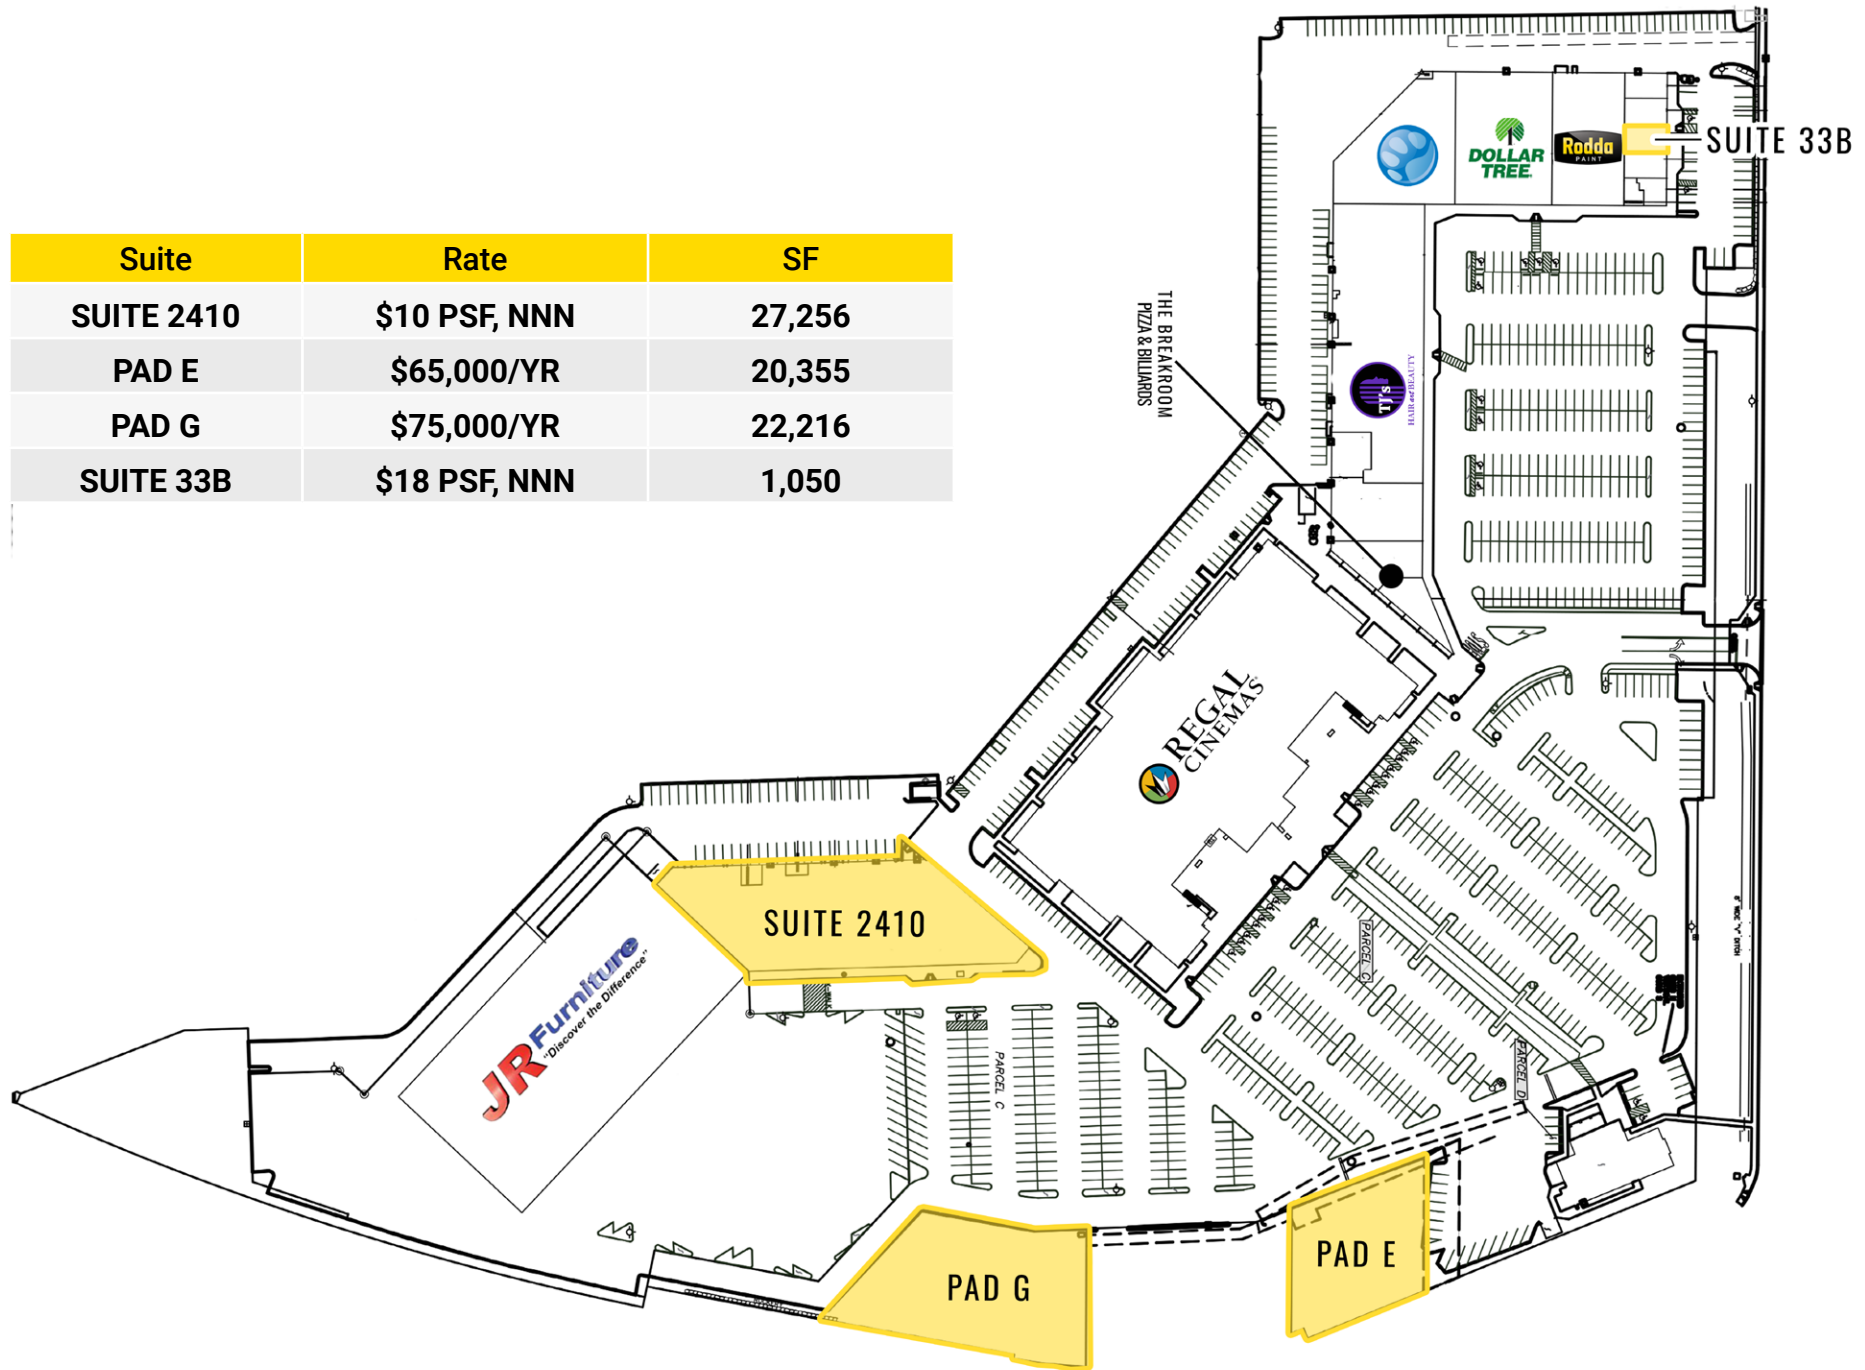 Suite Rate SF
SUITE 2410 $10 PSF, NNN 27,256
PAD E $65,000/YR 20,355
PAD G $75,000/YR 22,216
SUITE 33B $18 PSF, NNN 1,050
DOLLAR
TREE
Rodda
PAINT
SUITE 33B
THE BREAKROOM
PIZZA & BILLIARDS
TJ's
HAIR and BEAUTY
REGAL
CINEMAS
SUITE 2410
JR Furniture
"Discover the Difference"
PARCEL C
PARCEL C
PARCEL D
PAD G
PAD E